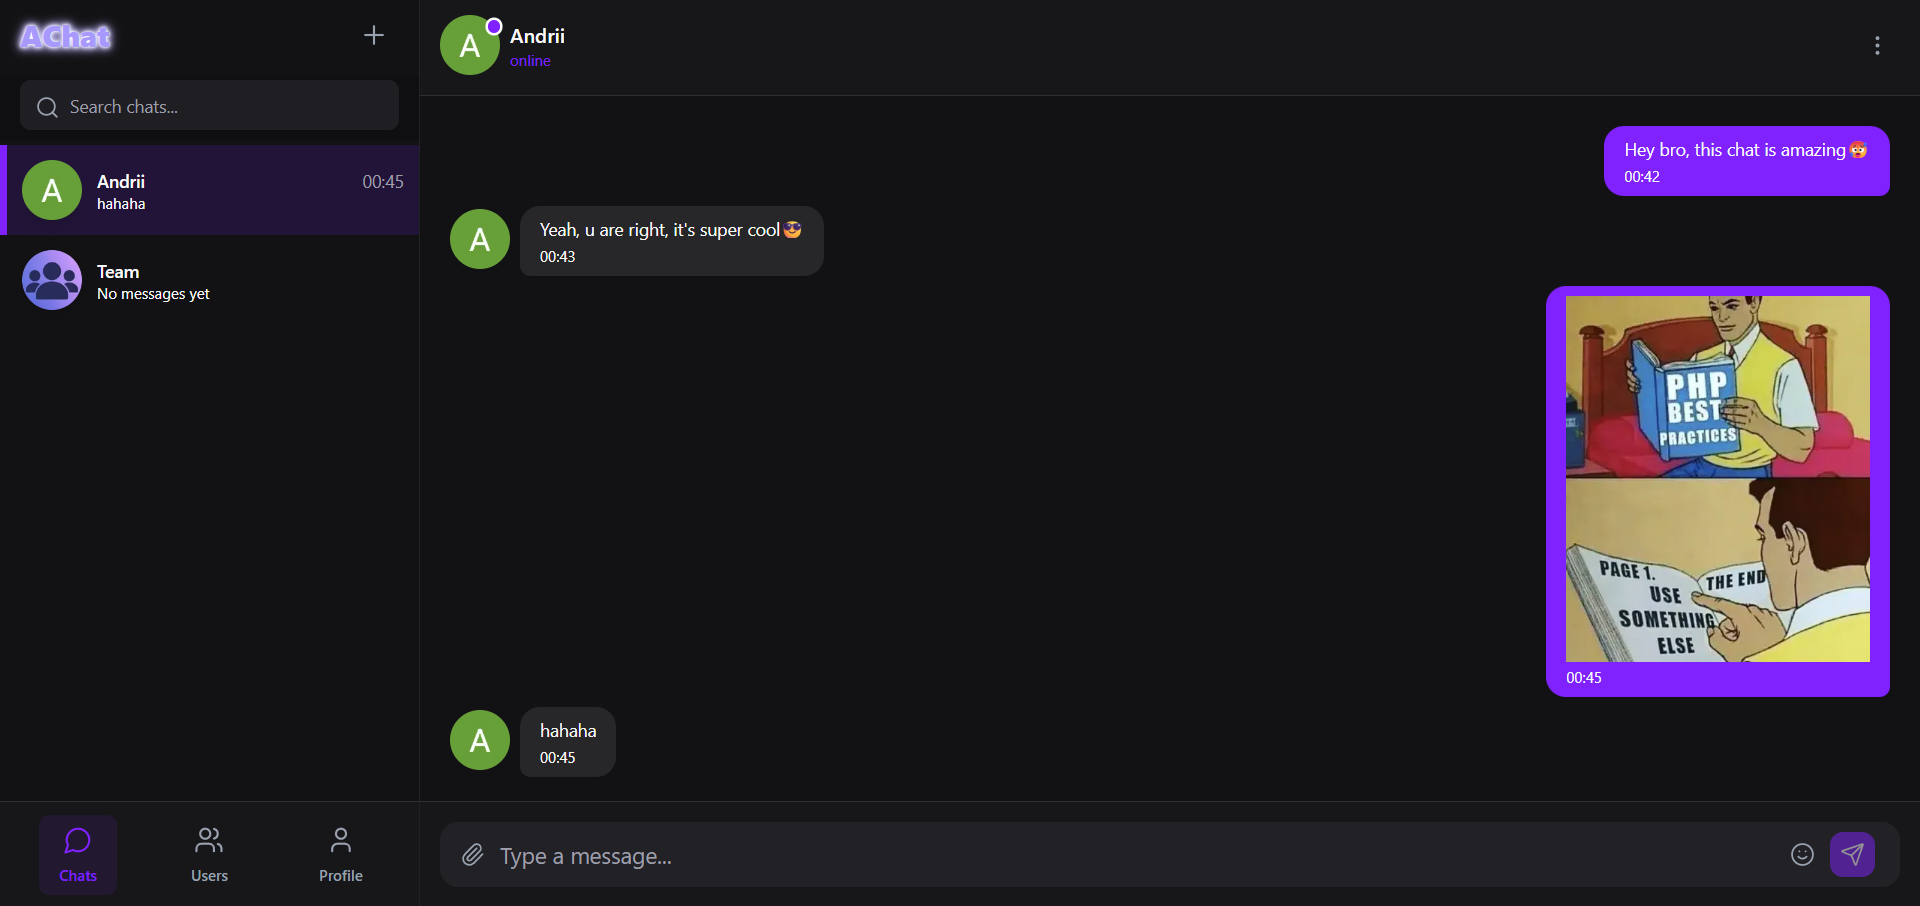 AChat
Search chats...
A
Andrii
00:45
hahaha
Team
No messages yet
Chats
Users
Profile
A
Andrii
online
Hey bro, this chat is amazing🥵
00:42
A
Yeah, u are right, it's super cool😎
00:43
PHP
BEST
PRACTICES
PAGE 1.
USE
SOMETHING
ELSE
THE END
00:45
A
hahaha
00:45
Type a message...